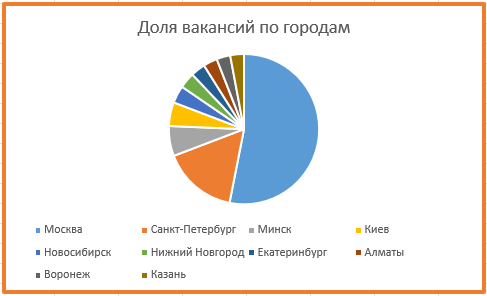 Доля вакансий по городам
Москва Санкт-Петербург Минск Киев
Новосибирск Нижний Новгород Екатеринбург Алматы
Воронеж Казань